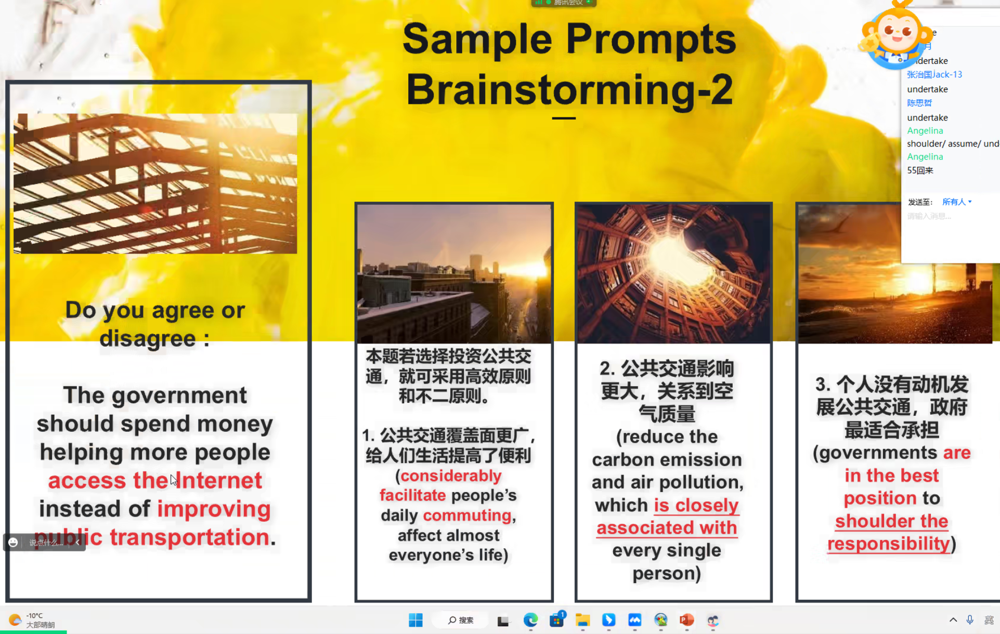 腾讯会议
Sample Prompts
Brainstorming-2
Do you agree or
disagree :
The government
should spend money
helping more people
access the Internet
instead of improving
public transportation.
说点什么...
本题若选择投资公共交
通，就可采用高效原则
和不二原则。
1. 公共交通覆盖面更广，
给人们生活提高了便利
(considerably
facilitate people’s
daily commuting,
affect almost
everyone’s life)
2. 公共交通影响
更大，关系到空
气质量
(reduce the
carbon emission
and air pollution,
which is closely
associated with
every single
person)
3. 个人没有动机发
展公共交通，政府
最适合承担
(governments are
in the best
position to
shoulder the
responsibility)
月
undertake
张治国Jack-13
undertake
陈思哲
undertake
Angelina
shoulder/ assume/ und
Angelina
55回来
发送至： 所有人
请输入消息...
-10°C
大部晴朗
搜索
1
英